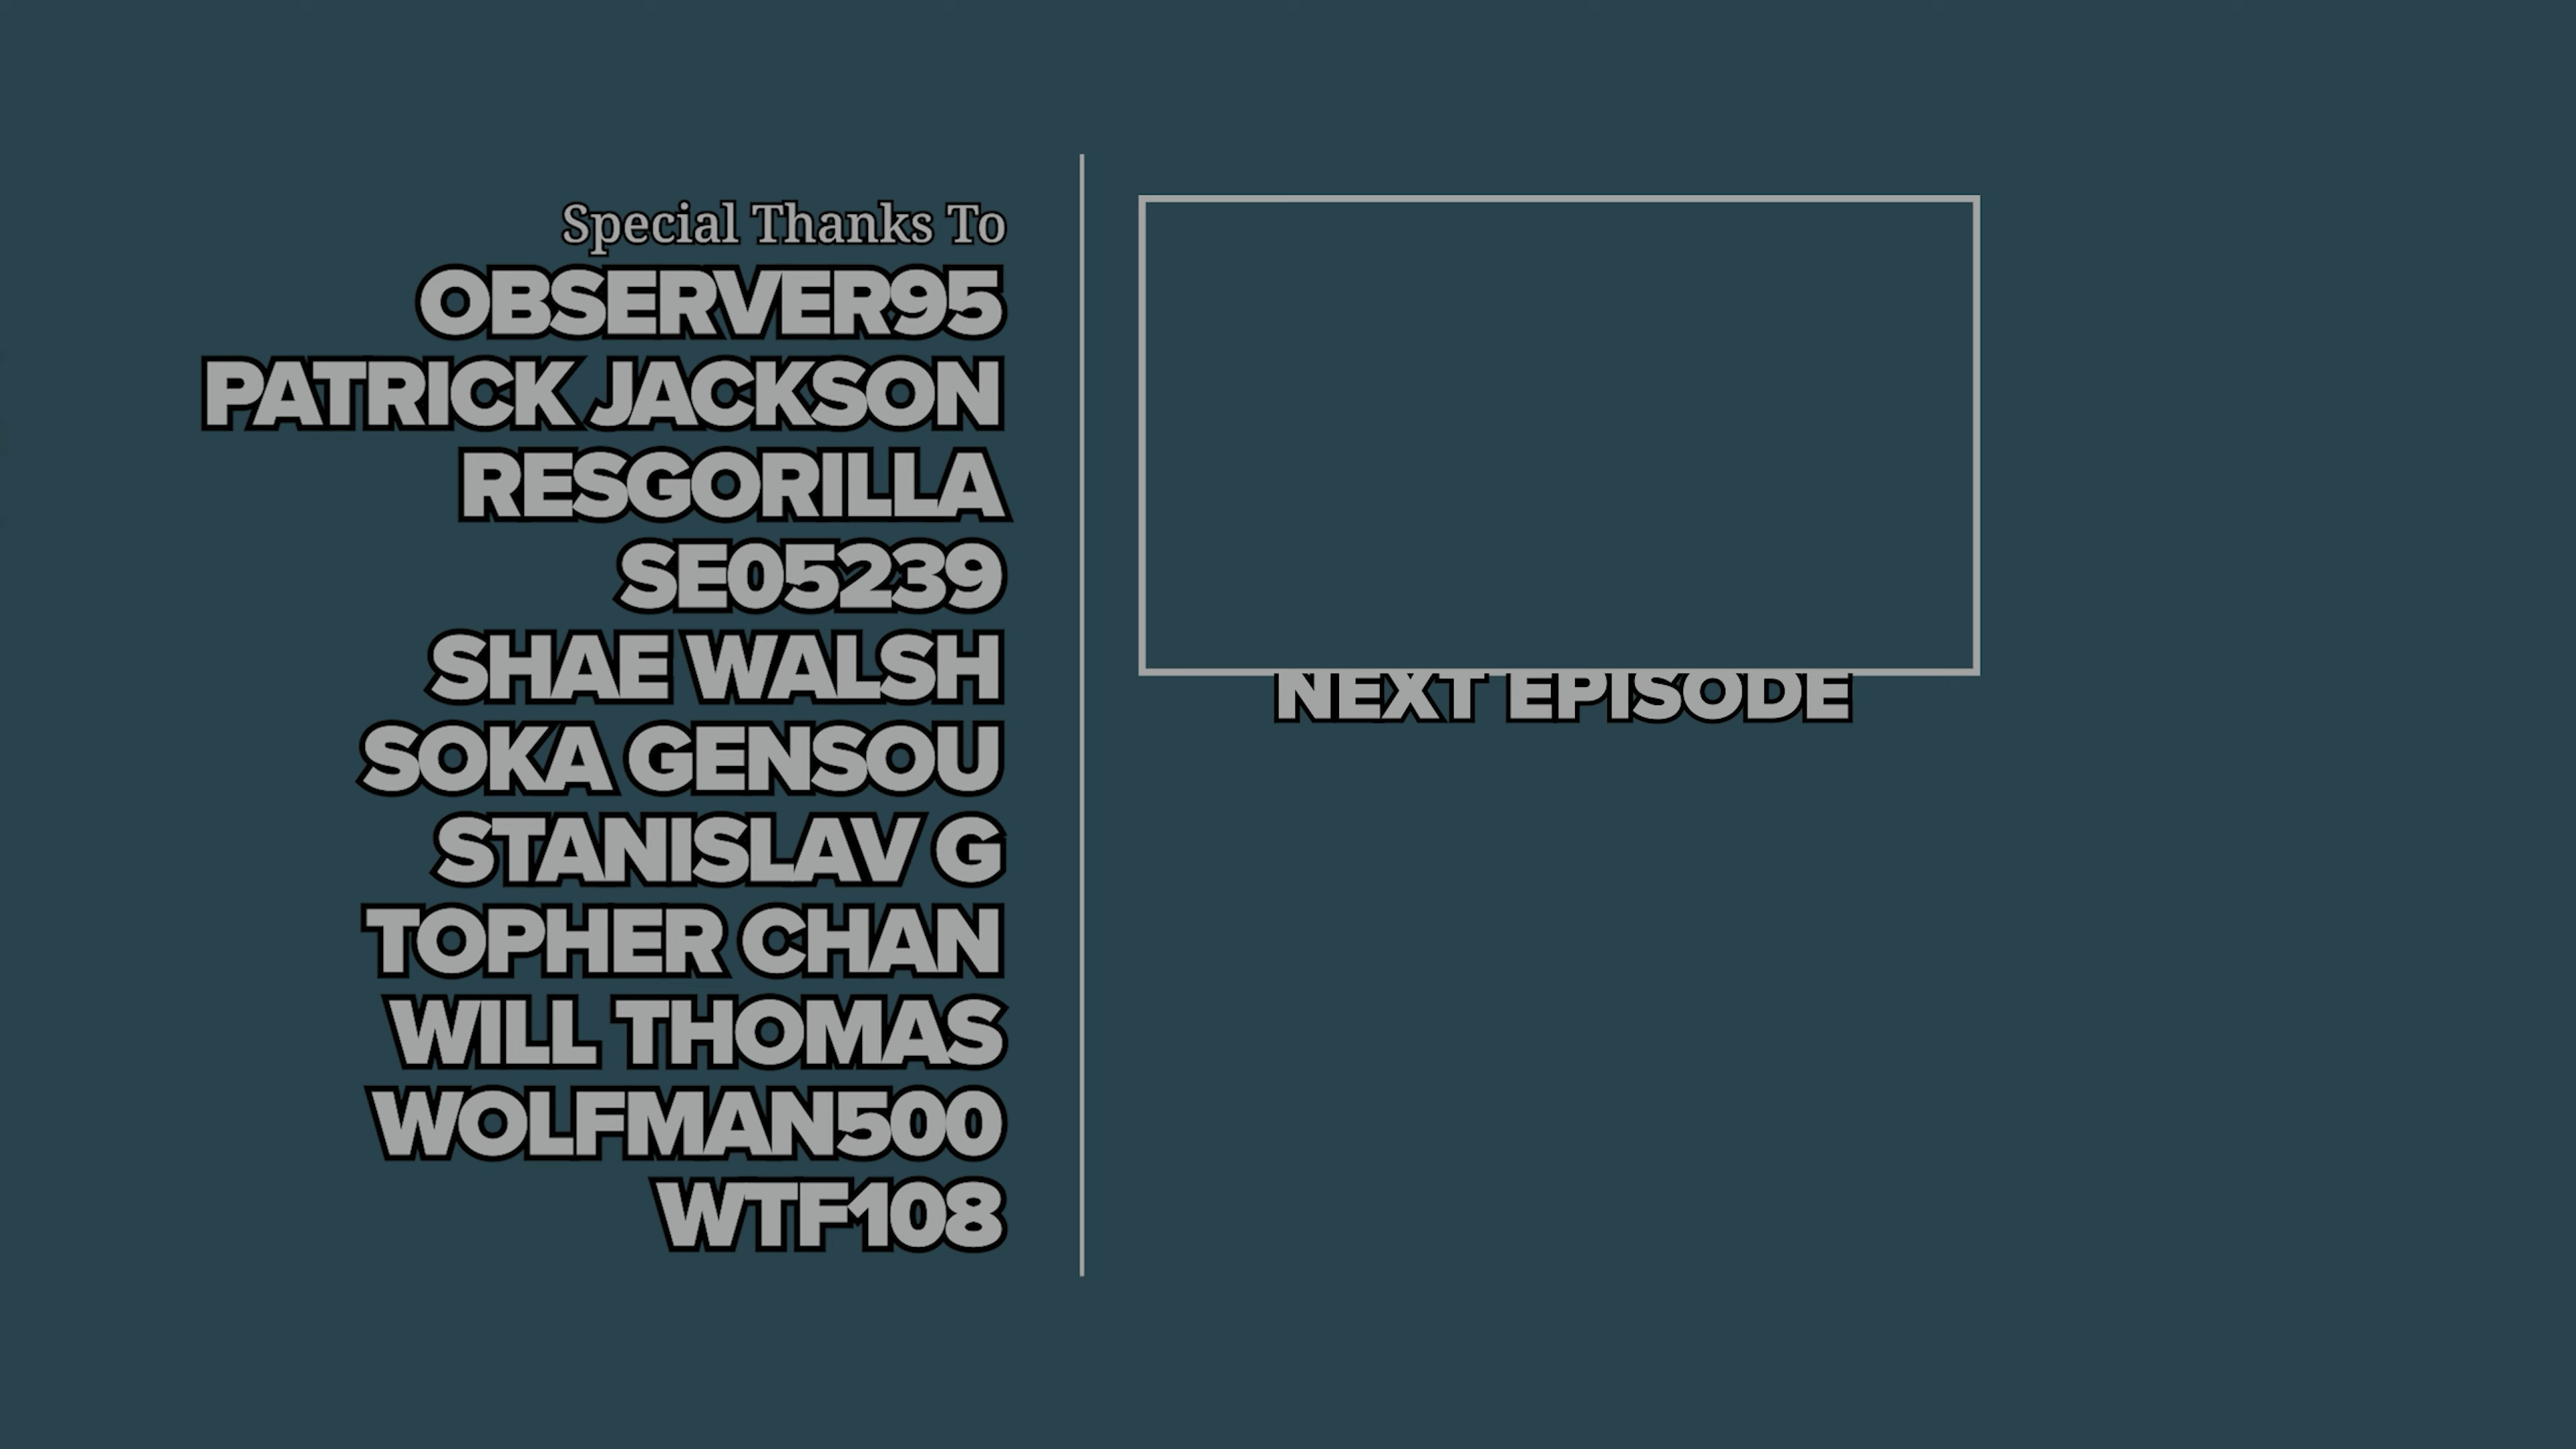 Special Thanks To
OBSERVER95
PATRICK JACKSON
RESGORILLA
SE05239
SHAE WALSH
SOKA GENSOU
STANISLAV G
TOPHER CHAN
WILL THOMAS
WOLFMAN500
WTF108
NEXT EPISODE